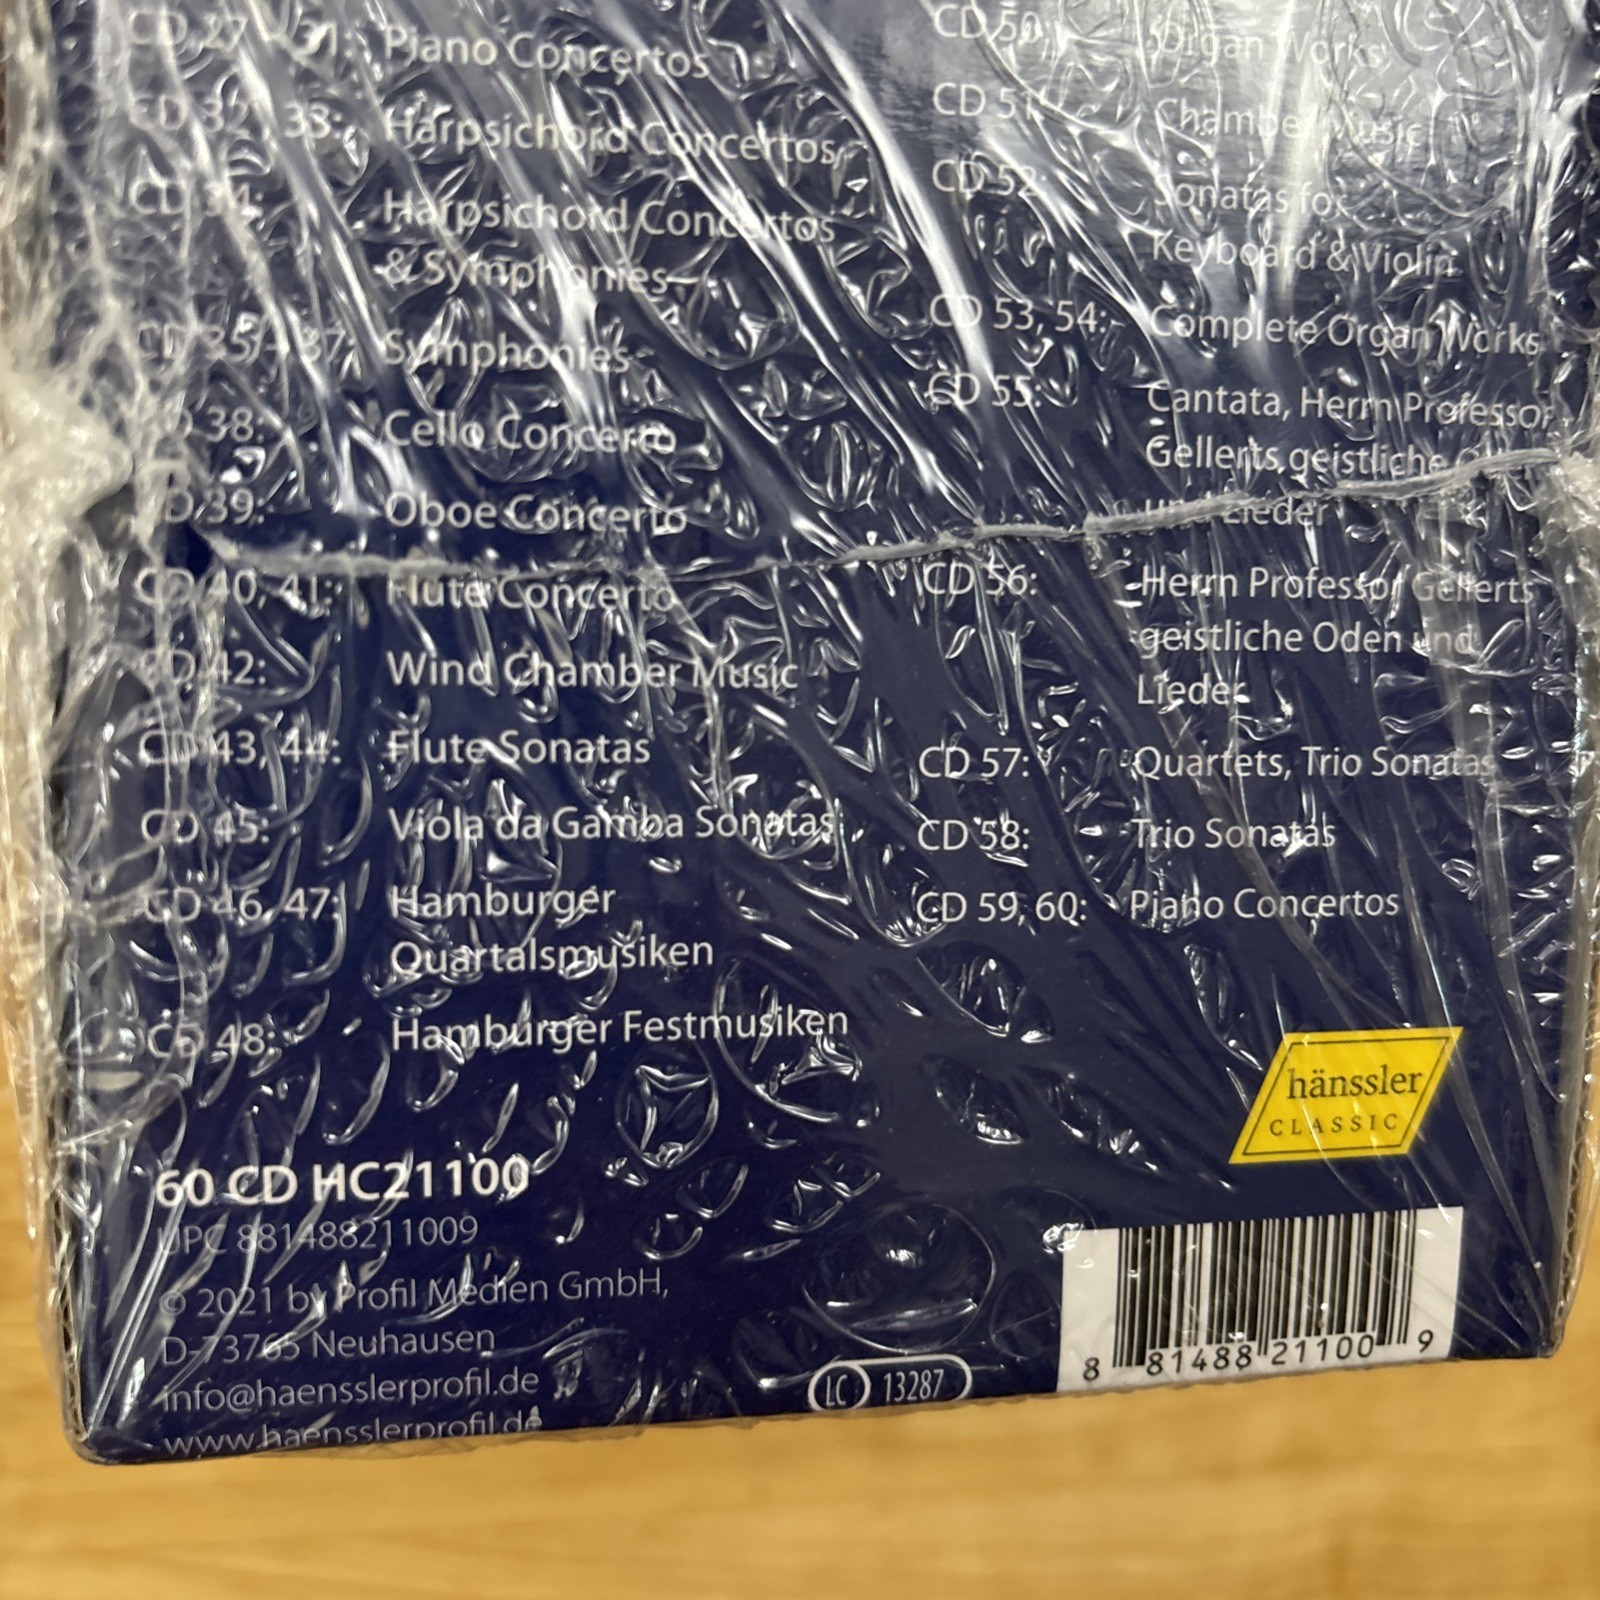 CD 27 – 31: Piano Concertos
CD 32, 33: Harpsichord Concertos
CD 34: Harpsichord Concertos
& Symphonies
CD 35 – 37: Symphonies
CD 38: Cello Concerto
CD 39: Oboe Concerto
CD 40, 41: Flute Concerto
CD 42: Wind Chamber Music
CD 43, 44: Flute Sonatas
CD 45: Viola da Gamba Sonatas
CD 46, 47: Hamburger
Quartalsmusiken
CD 48: Hamburger Festmusiken
CD 50: Organ Works
CD 51: Chamber Music
CD 52: Sonatas for
Keyboard & Violin
CD 53, 54: Complete Organ Works
CD 55: Cantata, Herrn Professor
Gellerts geistliche
und Lieder
CD 56: Herrn Professor Gellerts
geistliche Oden und
Lieder
CD 57: Quartets, Trio Sonatas
CD 58: Trio Sonatas
CD 59, 60: Piano Concertos
hänssler
CLASSIC
60 CD HC21100
UPC 881488211009
© 2021 by Profil Medien GmbH,
D-73765 Neuhausen
info@haensslerprofil.de
www.haensslerprofil.de
LC 13287
8 81488 21100 9